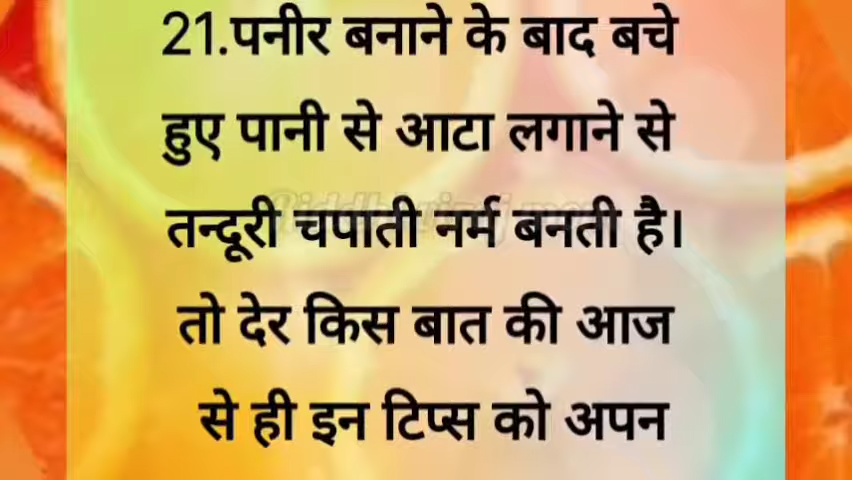 21.पनीर बनाने के बाद बचे
हुए पानी से आटा लगाने से
तन्दूरी चपाती नर्म बनती है।
तो देर किस बात की आज
से ही इन टिप्स को अपन